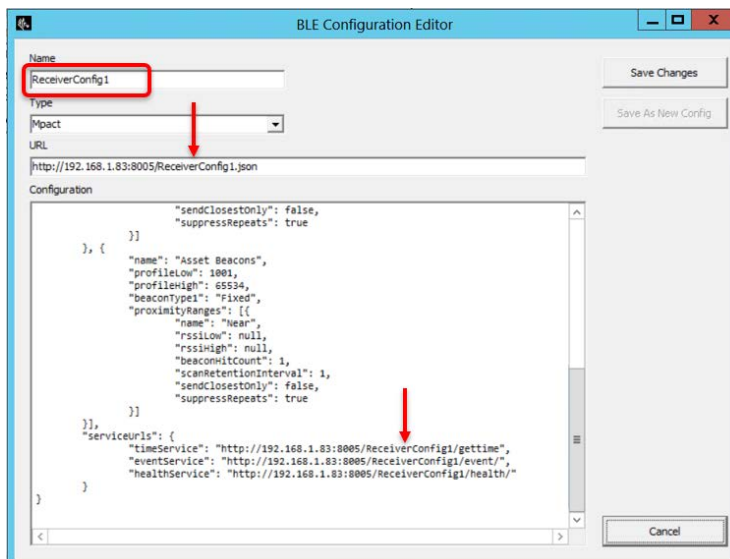 BLE Configuration Editor
Name
ReceiverConfig1
Save Changes
Type
Mpact
Save As New Config
URL
http://192.168.1.83:8005/ReceiverConfig1.json
Configuration
"sendClosestOnly": false,
"suppressRepeats": true
}]
}, {
"name": "Asset Beacons",
"profileLow": 1001,
"profileHigh": 65534,
"beaconType1": "Fixed",
"proximityRanges": [{
"name": "Near",
"rssiLow": null,
"rssiHigh": null,
"beaconHitCount": 1,
"scanRetentionInterval": 1,
"sendClosestOnly": false,
"suppressRepeats": true
}]
}],
"serviceUrls": {
"timeService": "http://192.168.1.83:8005/ReceiverConfig1/gettime",
"eventService": "http://192.168.1.83:8005/ReceiverConfig1/event/",
"healthService": "http://192.168.1.83:8005/ReceiverConfig1/health/"
}
}
Cancel